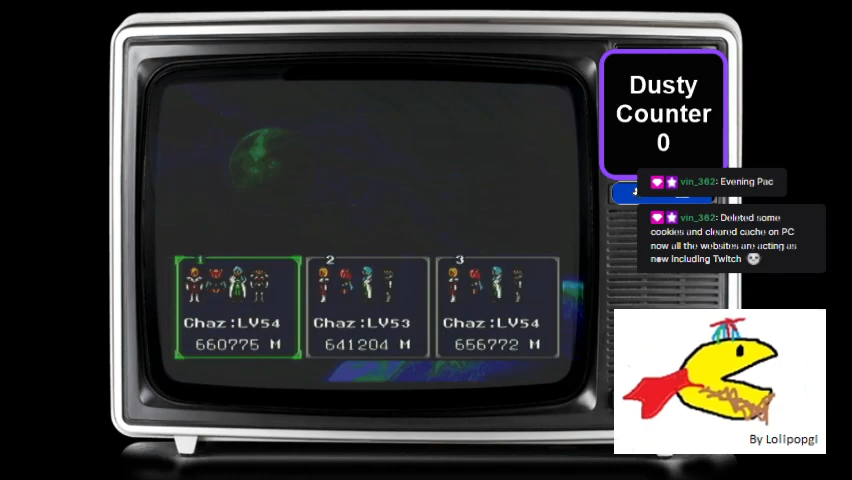 Dusty
Counter
0
vin_362: Evening Pac
vin_362: Deleted some
cookies and cleared cache on PC
now all the websites are acting as
new including Twitch
1
2
3
Chaz:LV54
Chaz:LV53
Chaz:LV54
660775 M
641204 M
656772 M
By Lolipopgi